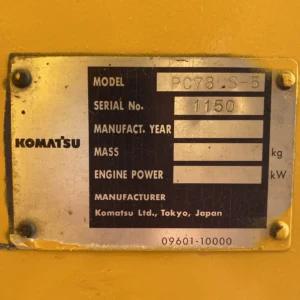 KOMATSU
MODEL PC78US-5
SERIAL No. 1150
MANUFACT. YEAR
MASS kg
ENGINE POWER kW
MANUFACTURER
Komatsu Ltd., Tokyo, Japan
09601-10000